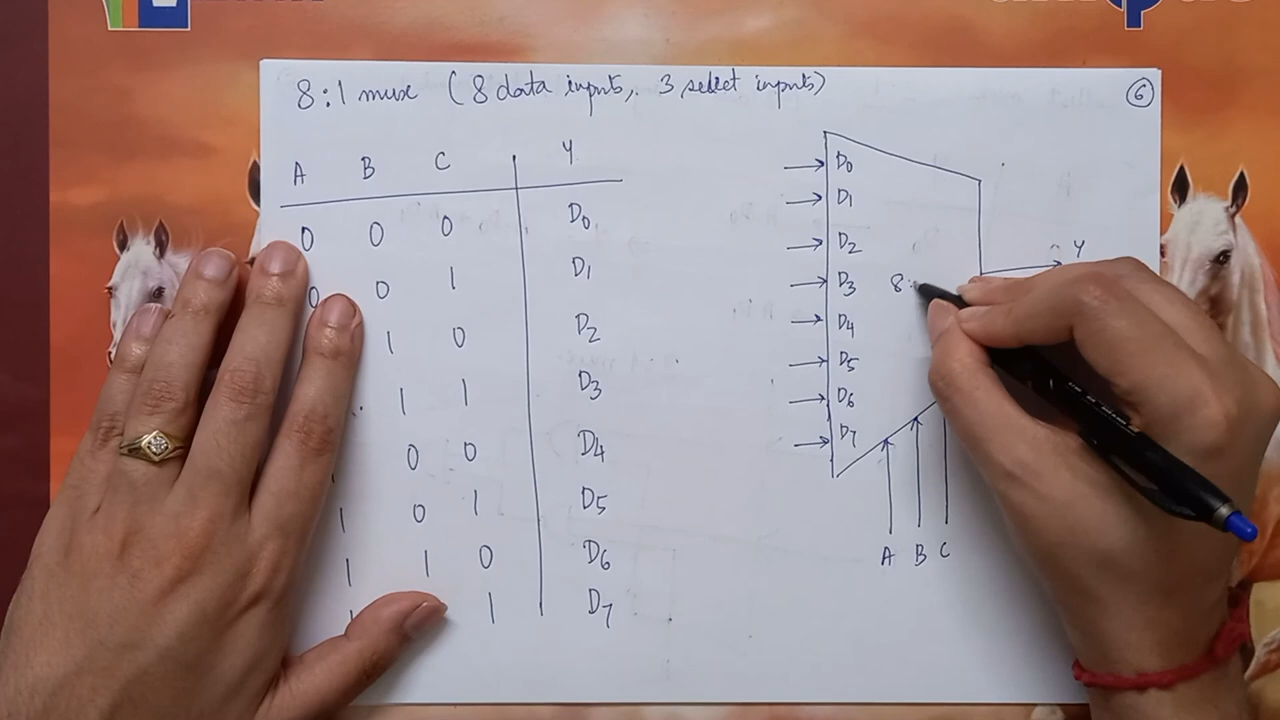 8:1 mux (8 data inputs, 3 select inputs)
6
A B C Y
0 0 0 D0
0 0 1 D1
1 0 D2
1 1 D3
0 0 D4
1 0 1 D5
1 1 0 D6
1 1 D7
D0
D1
D2
D3
D4
D5
D6
D7
8:
Y
A B C